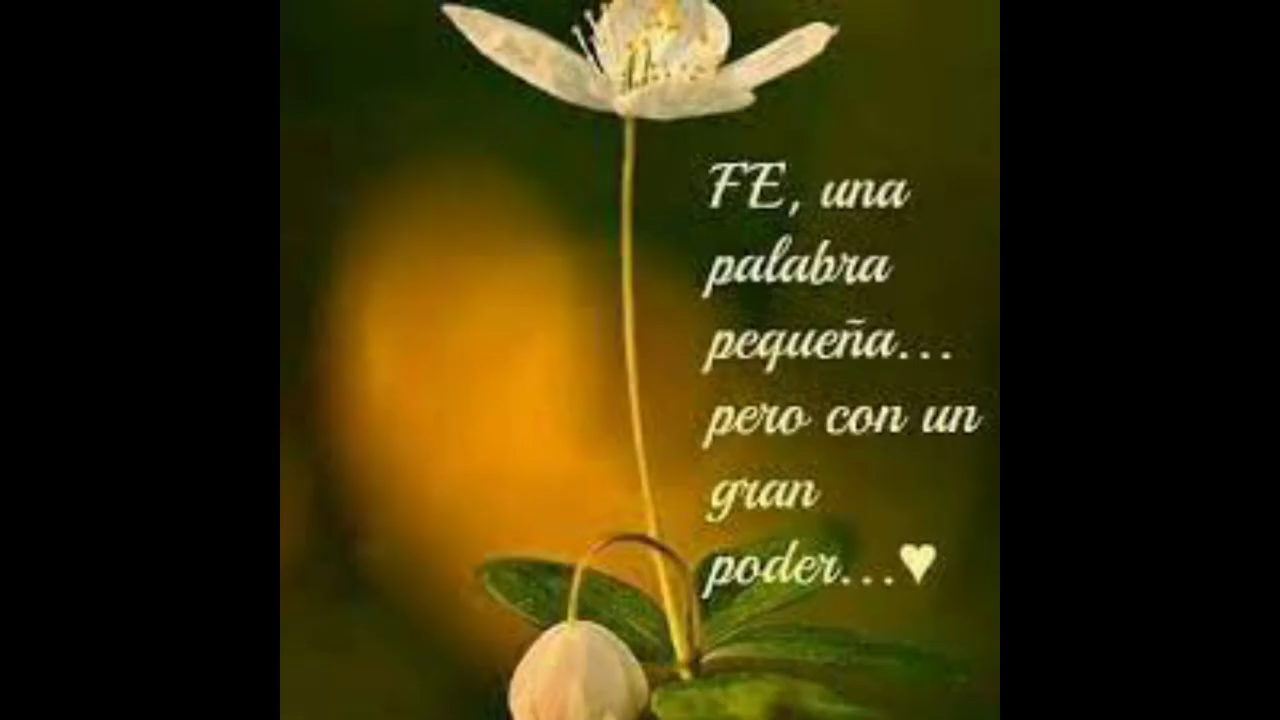 FE, una
palabra
pequeña...
pero con un
gran
poder...♥